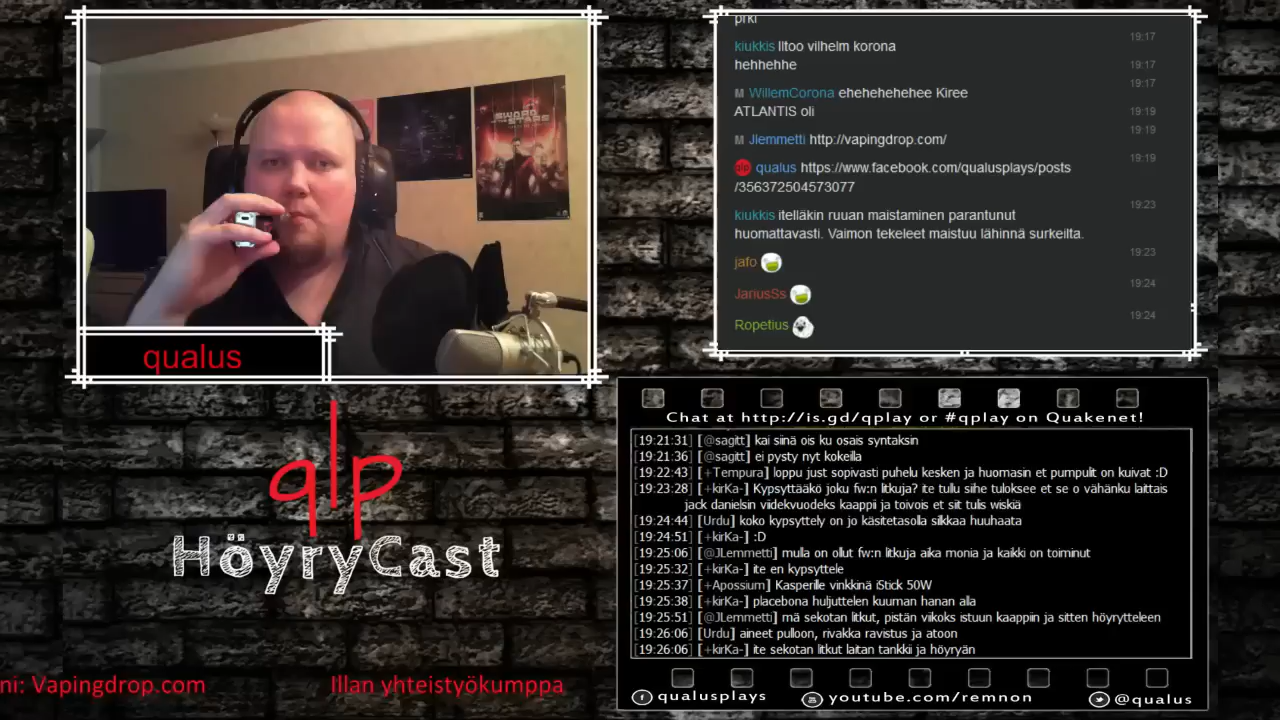 SWORD
STARS
qualus
qlp
HöyryCast
ni: Vapingdrop.com
Illan yhteistyökumppa
prki
kiukkis Iltoo vilhelm korona 19:17
hehhehhe 19:17
M WillemCorona ehehehehehee Kiree 19:17
ATLANTIS oli 19:19
M Jlemmetti http://vapingdrop.com/ 19:19
qlp qualus https://www.facebook.com/qualusplays/posts 19:19
/356372504573077
kiukkis itelläkin ruuan maistaminen parantunut 19:23
huomattavasti. Vaimon tekeleet maistuu lähinnä surkeilta.
jafo 19:23
JariusSs 19:24
Ropetius 19:24
Chat at http://is.gd/qplay or #qplay on Quakenet!
[19:21:31] [@sagitt] kai siinä ois ku osais syntaksin
[19:21:36] [@sagitt] ei pysty nyt kokeilla
[19:22:43] [+Tempura] loppu just sopivasti puhelu kesken ja huomasin et pumpulit on kuivat :D
[19:23:28] [+kirKa-] Kypsyttääkö joku fw:n litkuja? ite tullu siihe tuloksee et se o vähänku laittais
jack danielsin viidekvuodeks kaappii ja toivois et sit tulis wiskiä
[19:24:44] [Urdu] koko kypsyttely on jo käsitetasolla silkkaa huuhaata
[19:24:51] [+kirKa-] :D
[19:25:06] [@JLemmetti] mulla on ollut fw:n litkuja aika monia ja kaikki on toiminut
[19:25:32] [+kirKa-] ite en kypsyttele
[19:25:37] [+Apossium] Kasperille vinkkinä iStick 50W
[19:25:38] [+kirKa-] placebona huljuttelen kuuman hanan alla
[19:25:51] [@JLemmetti] mä sekotan litkut, pistän viikoks istuun kaappiin ja sitten höyrytteleen
[19:26:06] [Urdu] aineet pulloon, rivakka ravistus ja atoon
[19:26:06] [+kirKa-] ite sekotan litkut laitan tankkii ja höyryän
qualusplays youtube.com/remnon @qualus